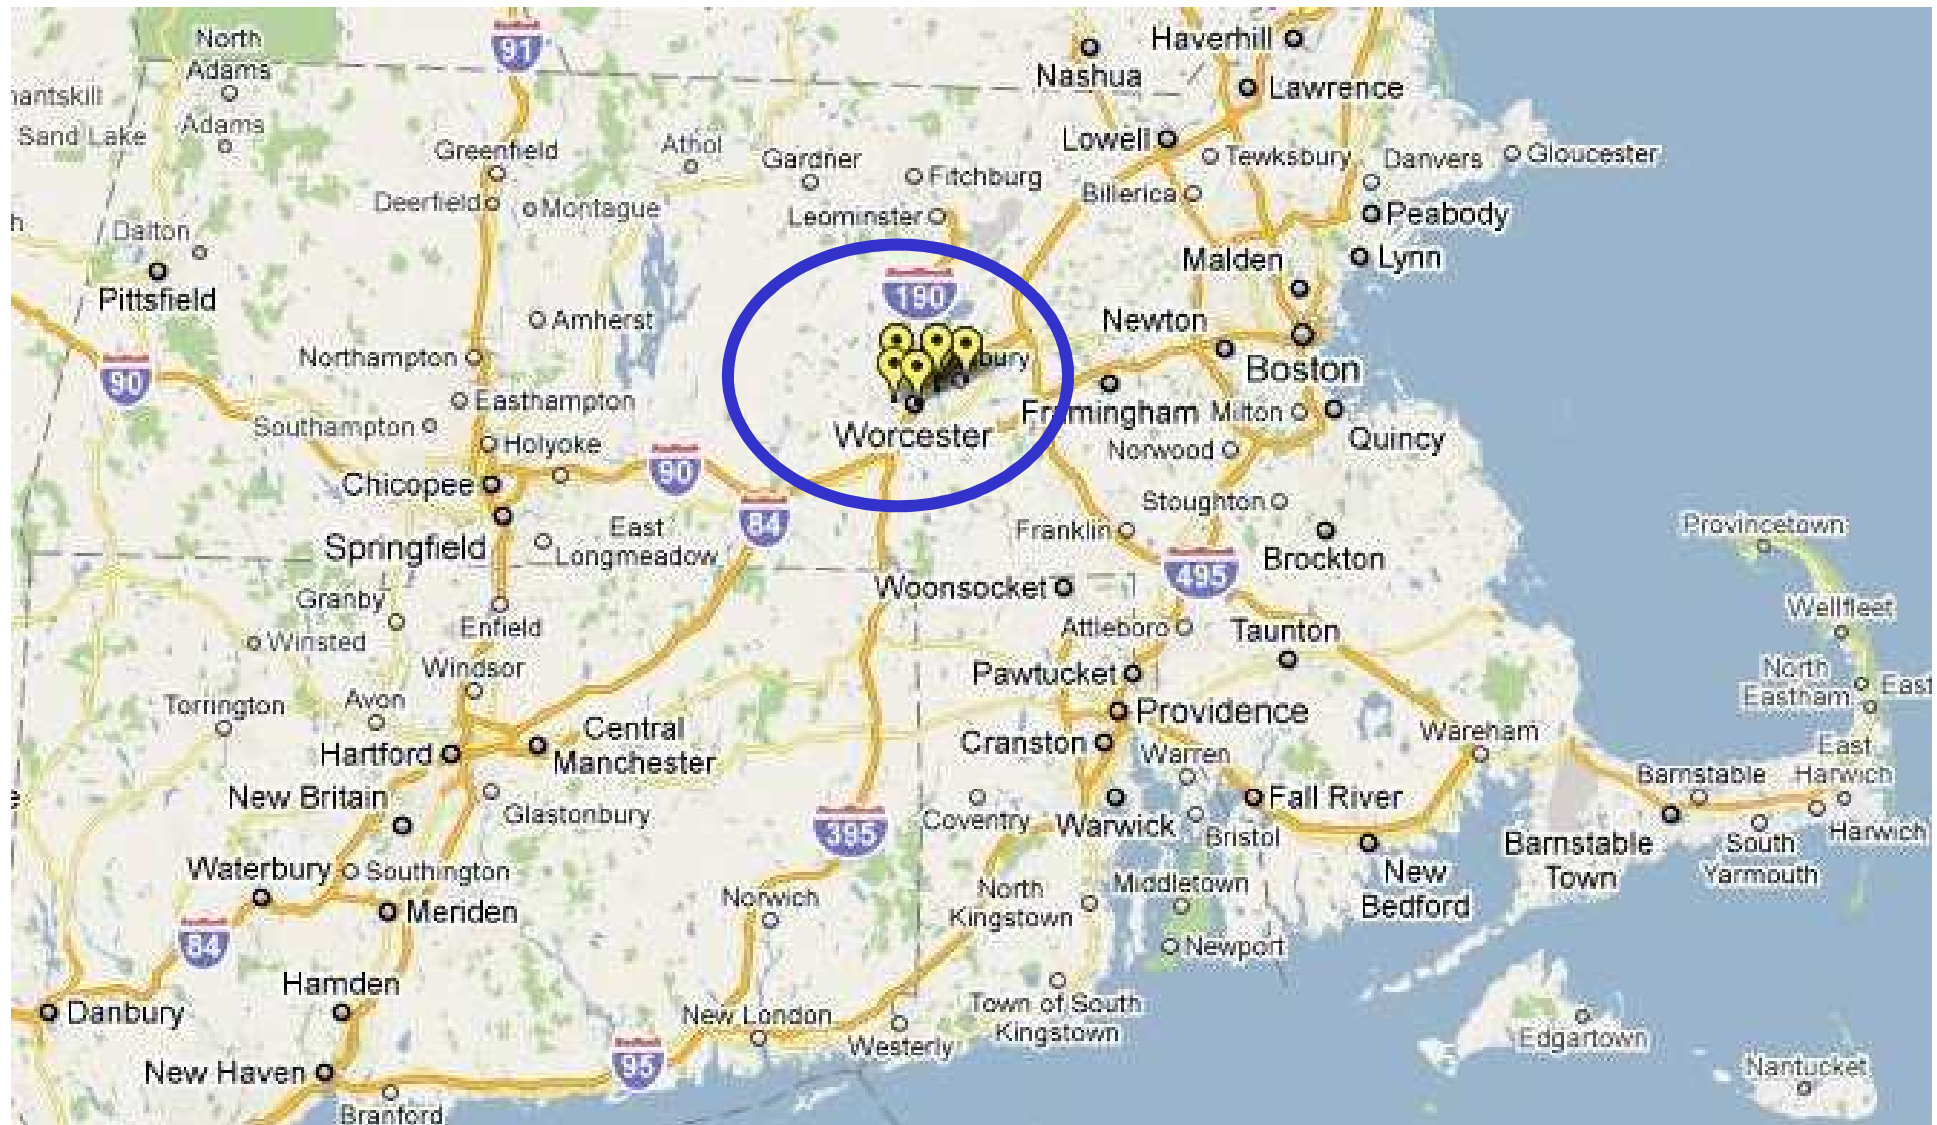 North
Adams
91
Nashua
Haverhill
Lawrence
Sand Lake
Adams
Greenfield
Athol
Gardner
Fitchburg
Lowell
Tewksbury
Danvers
Gloucester
Billerica
Deerfield
Montague
Leominster
Peabody
Dalton
Pittsfield
Malden
Lynn
190
Amherst
Newton
Northampton
Boston
90
Easthampton
Southampton
Framingham
Milton
Holyoke
Worcester
Norwood
Quincy
Chicopee
90
84
Stoughton
Springfield
East
Longmeadow
Franklin
Brockton
Provincetown
495
Woonsocket
Granby
Winsted
Enfield
Attleboro
Taunton
Wellfleet
Windsor
Pawtucket
North
Eastham
East
Torrington
Avon
Providence
Hartford
Central
Manchester
Cranston
Warren
Wareham
East
Harwich
New Britain
Glastonbury
395
Coventry
Warwick
Bristol
Fall River
Barnstable
Barnstable
Town
South
Yarmouth
Harwich
Waterbury
Southington
Meriden
Norwich
North
Kingstown
Middletown
New
Bedford
84
Newport
Hamden
Danbury
New London
Town of South
Kingstown
Westerly
Edgartown
New Haven
95
Branford
Nantucket